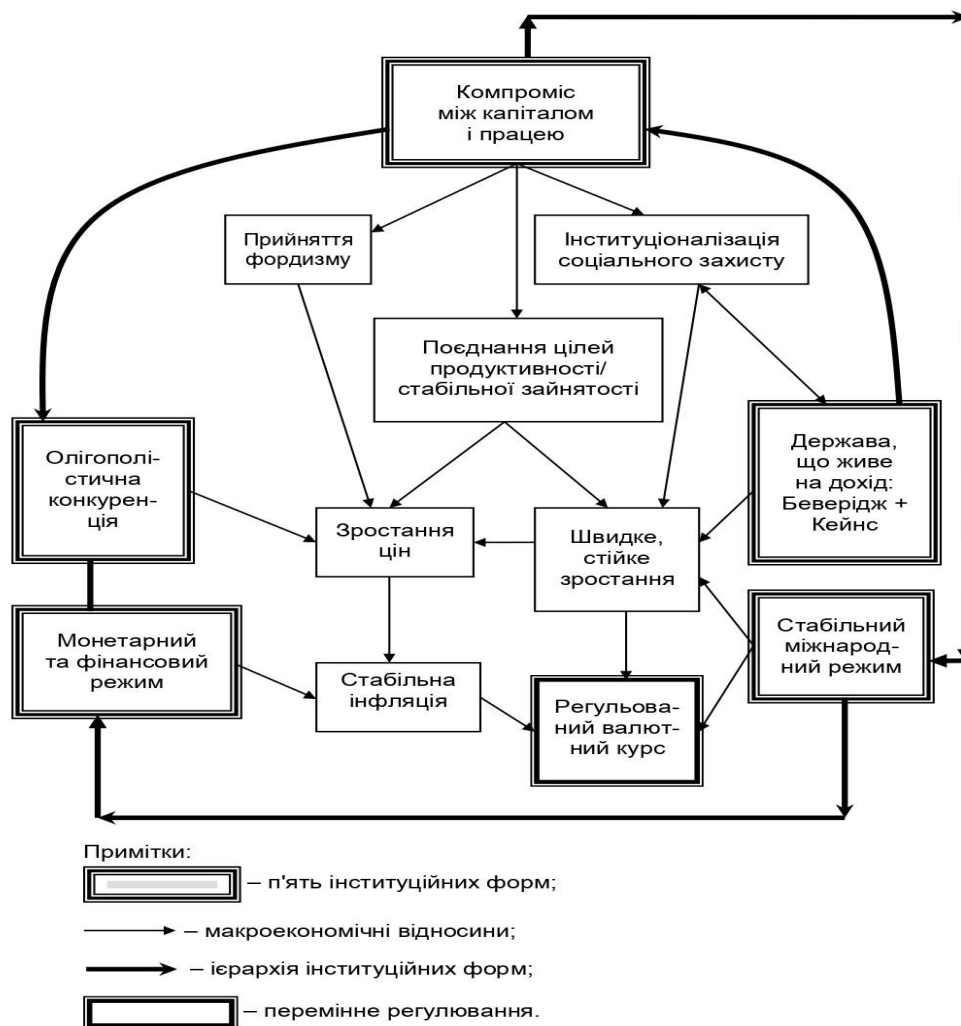 Компроміс
між капіталом
і працею
Прийняття
фордизму
Інституціоналізація
соціального захисту
Поєднання цілей
продуктивності/
стабільної зайнятості
Олігополі-
стична
конкурен-
ція
Держава,
що живе
на дохід:
Беверідж +
Кейнс
Зростання
цін
Швидке,
стійке
зростання
Монетарний
та фінансовий
режим
Стабільна
інфляція
Регульова-
ний валют-
ний курс
Стабільний
міжнарод-
ний режим
Примітки:
– п'ять інституційних форм;
– макроекономічні відносини;
– ієрархія інституційних форм;
– перемінне регулювання.